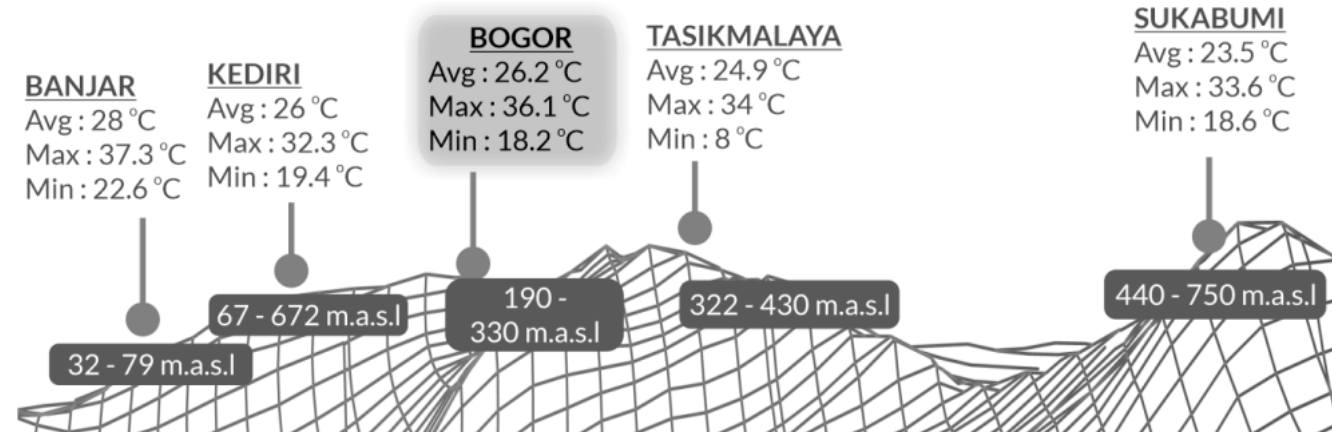 BANJAR
Avg : 28 °C
Max : 37.3 °C
Min : 22.6 °C
32 - 79 m.a.s.l
KEDIRI
Avg : 26 °C
Max : 32.3 °C
Min : 19.4 °C
67 - 672 m.a.s.l
BOGOR
Avg : 26.2 °C
Max : 36.1 °C
Min : 18.2 °C
190 -
330 m.a.s.l
TASIKMALAYA
Avg : 24.9 °C
Max : 34 °C
Min : 8 °C
322 - 430 m.a.s.l
SUKABUMI
Avg : 23.5 °C
Max : 33.6 °C
Min : 18.6 °C
440 - 750 m.a.s.l